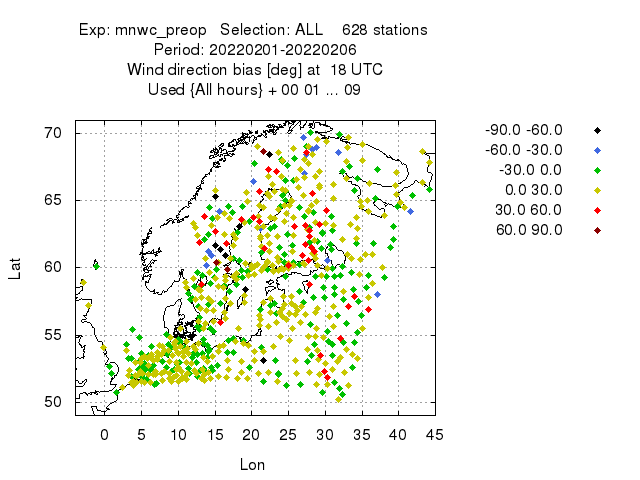 Exp: mnwc_preop   Selection: ALL    628 stations
Period: 20220201-20220206
Wind direction bias [deg] at  18 UTC
Used {All hours} + 00 01 ... 09
-90.0 -60.0
-60.0 -30.0
-30.0 0.0
0.0 30.0
30.0 60.0
60.0 90.0
70
65
60
55
50
Lat
0 5 10 15 20 25 30 35 40 45
Lon